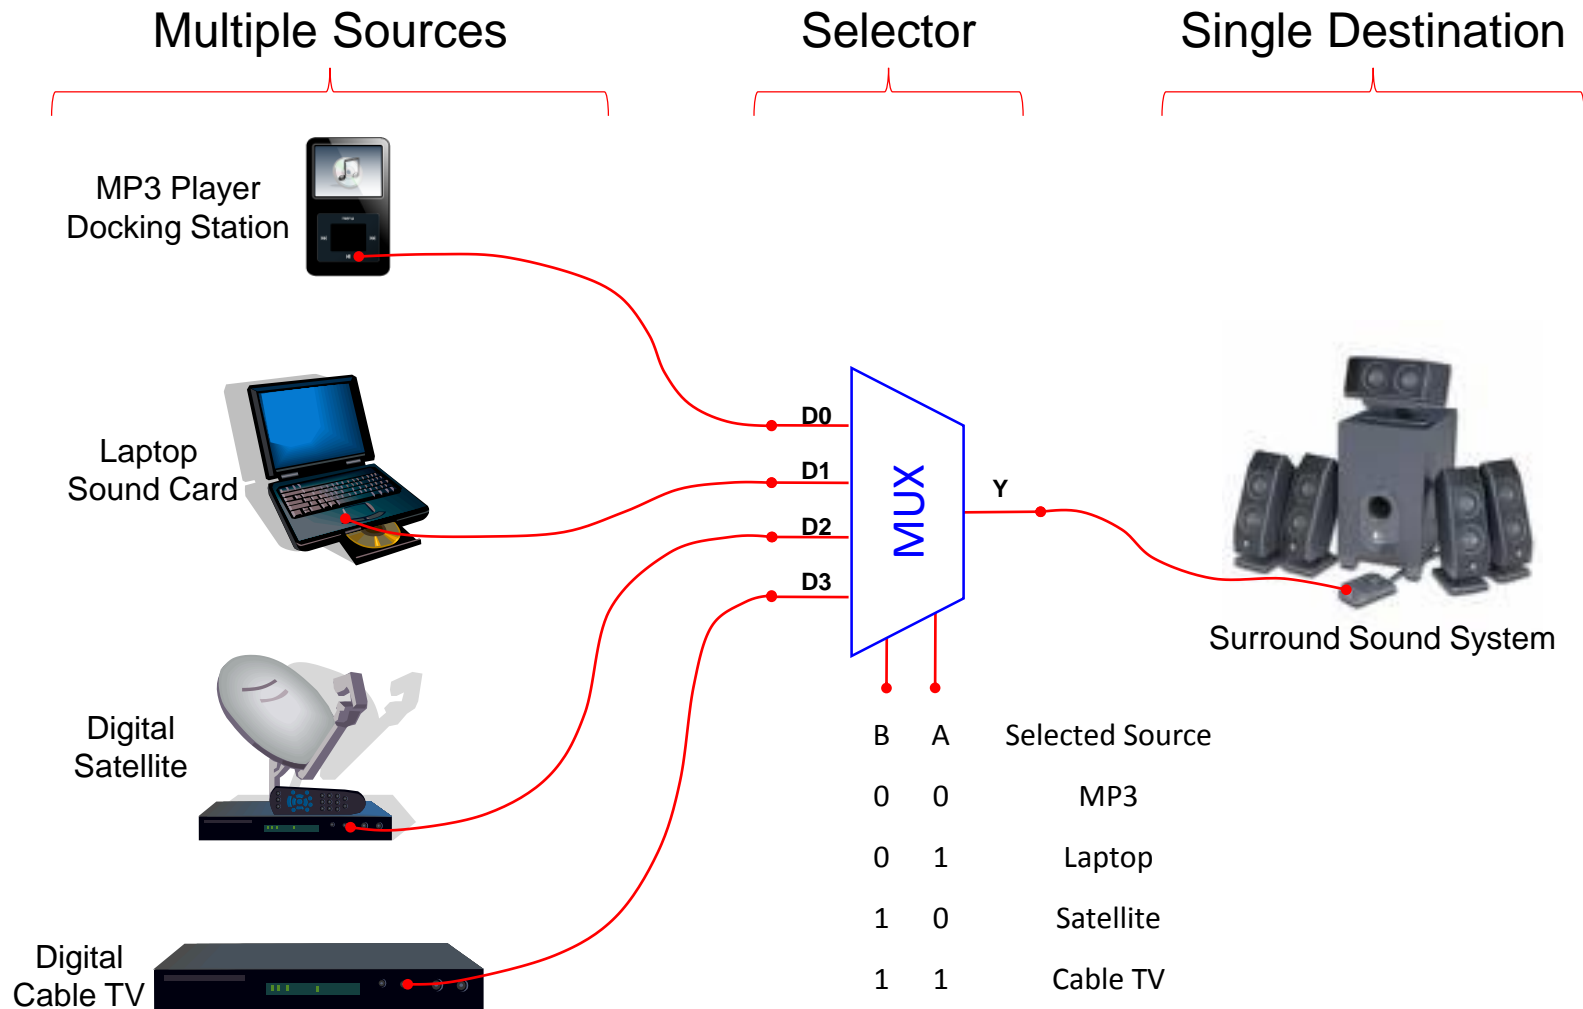 Multiple Sources
Selector
Single Destination
MP3 Player
Docking Station
Laptop
Sound Card
Digital
Satellite
Digital
Cable TV
D0
D1
D2
D3
MUX
Y
Surround Sound System
B A Selected Source
0 0 MP3
0 1 Laptop
1 0 Satellite
1 1 Cable TV